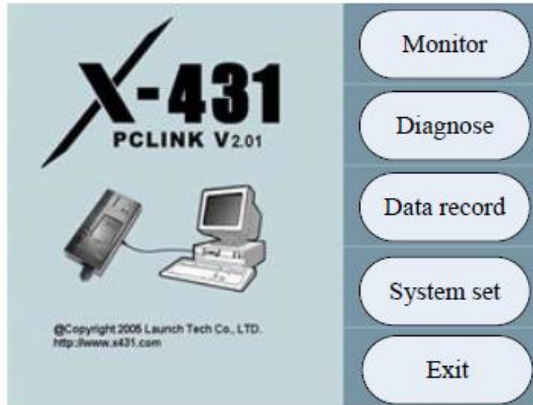 X-431
PCLINK V2.01
@Copyright 2005 Launch Tech Co., LTD.
http://www.x431.com
Monitor
Diagnose
Data record
System set
Exit